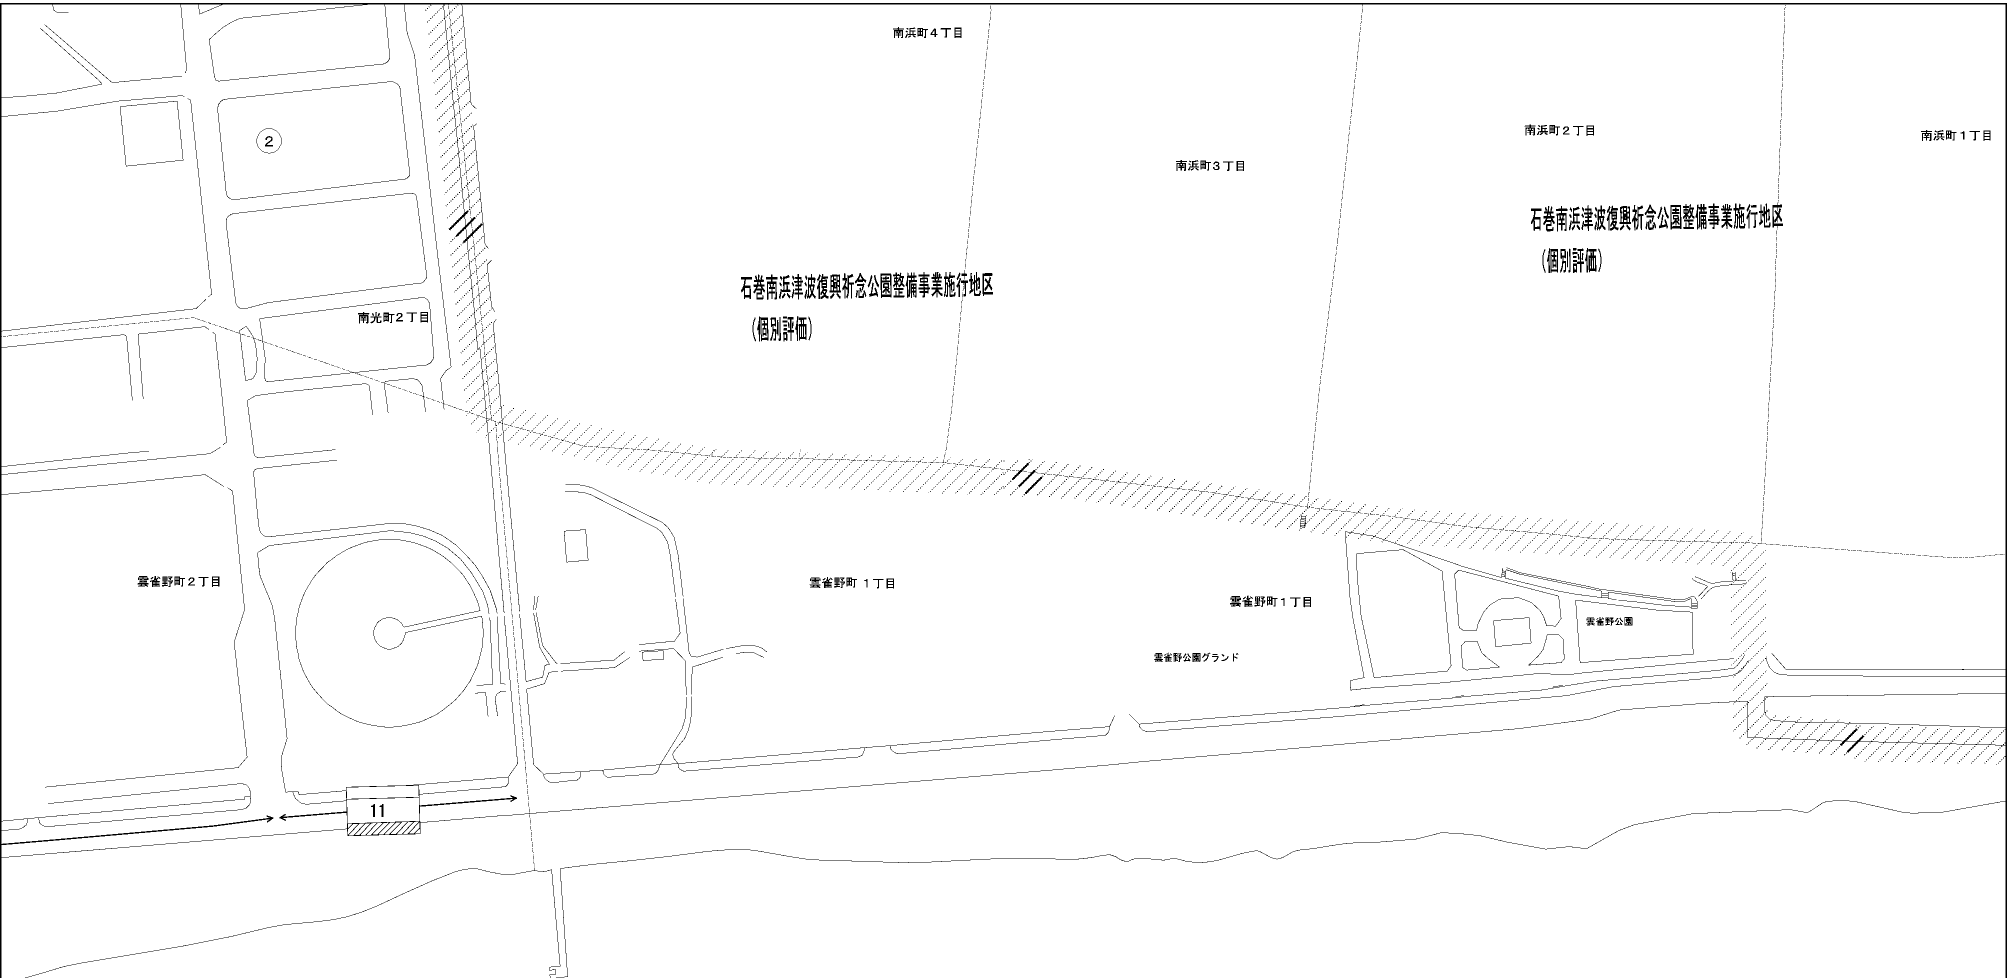 南浜町4丁目
②
南浜町2丁目
南浜町1丁目
南浜町3丁目
石巻南浜津波復興祈念公園整備事業施行地区
(個別評価)
石巻南浜津波復興祈念公園整備事業施行地区
(個別評価)
南光町2丁目
雲雀野町2丁目
雲雀野町1丁目
雲雀野町1丁目
雲雀野公園
雲雀野公園グランド
11